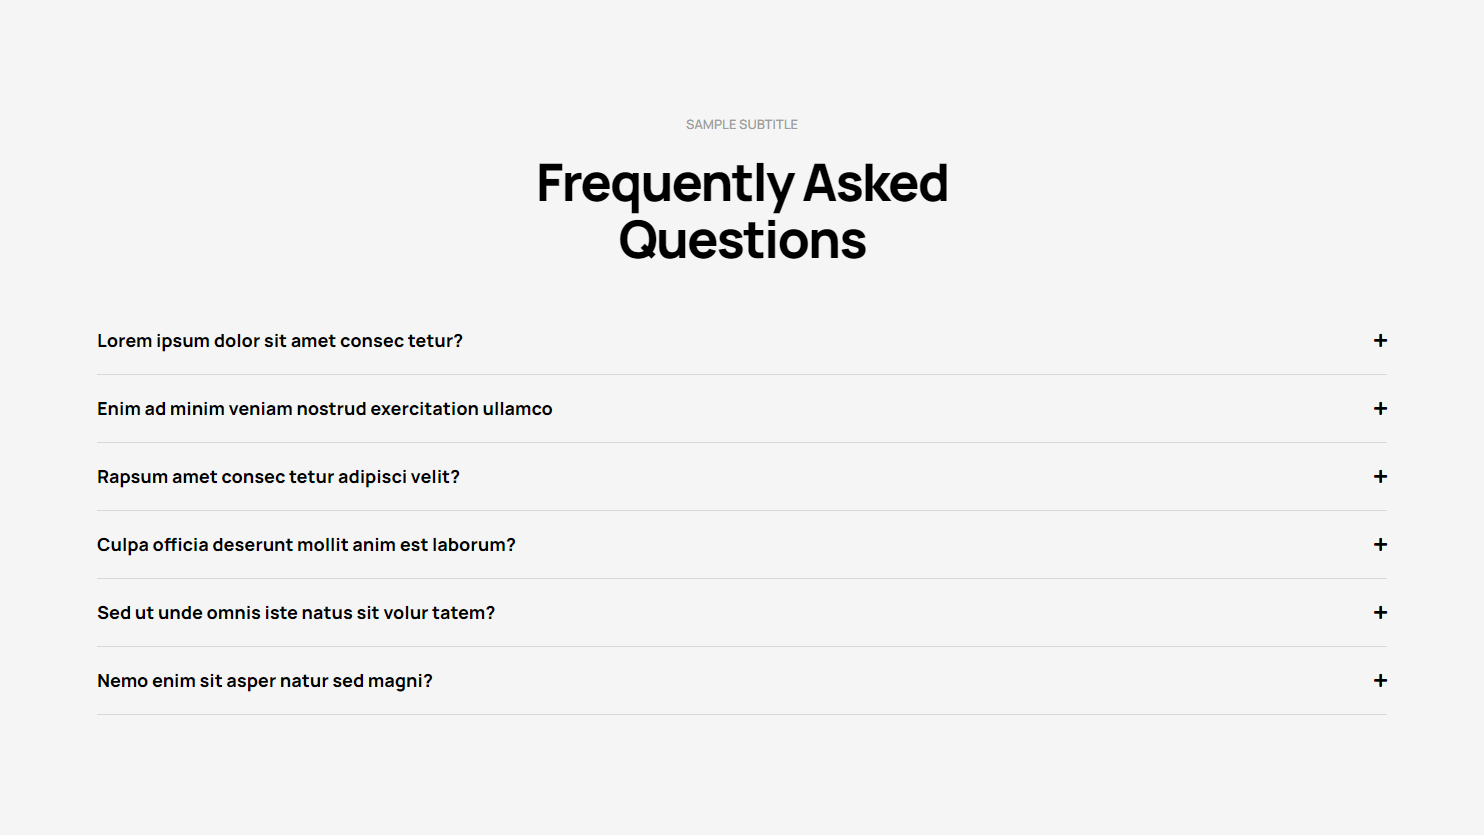 SAMPLE SUBTITLE
Frequently Asked
Questions
Lorem ipsum dolor sit amet consec tetur?
Enim ad minim veniam nostrud exercitation ullamco
Rapsum amet consec tetur adipisci velit?
Culpa officia deserunt mollit anim est laborum?
Sed ut unde omnis iste natus sit volur tatem?
Nemo enim sit asper natur sed magni?